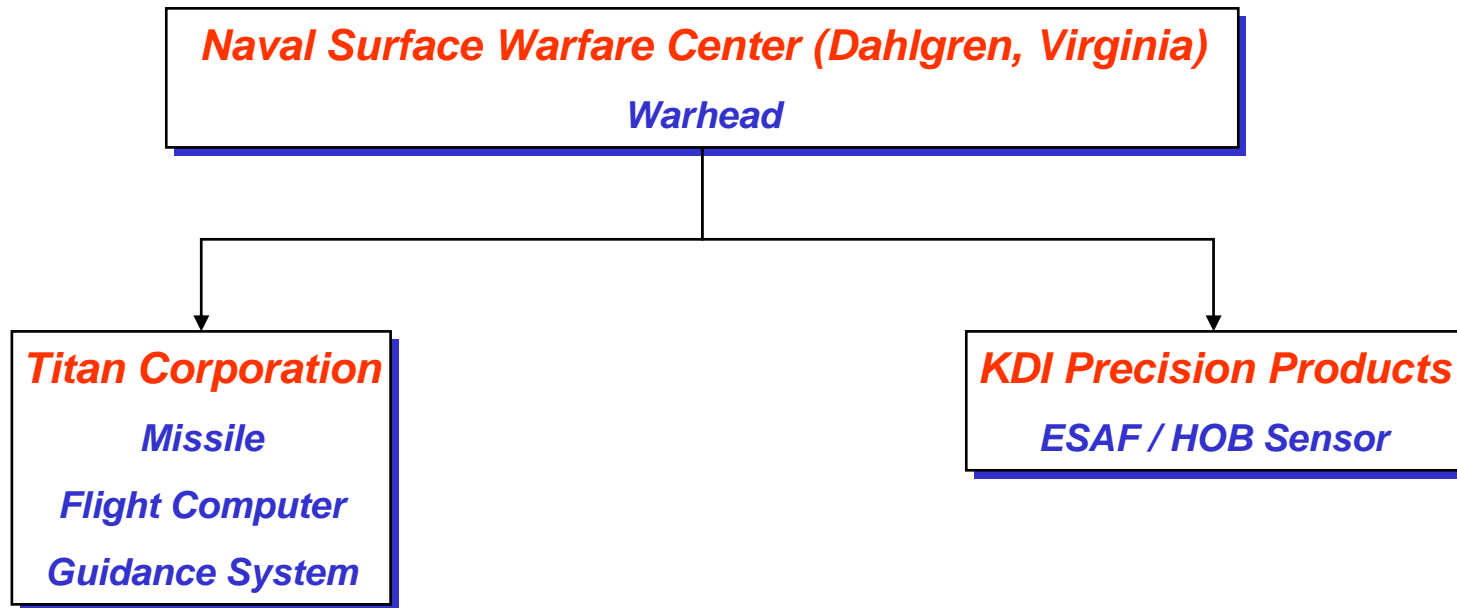 Naval Surface Warfare Center (Dahlgren, Virginia)
Warhead
Titan Corporation
Missile
Flight Computer
Guidance System
KDI Precision Products
ESAF / HOB Sensor